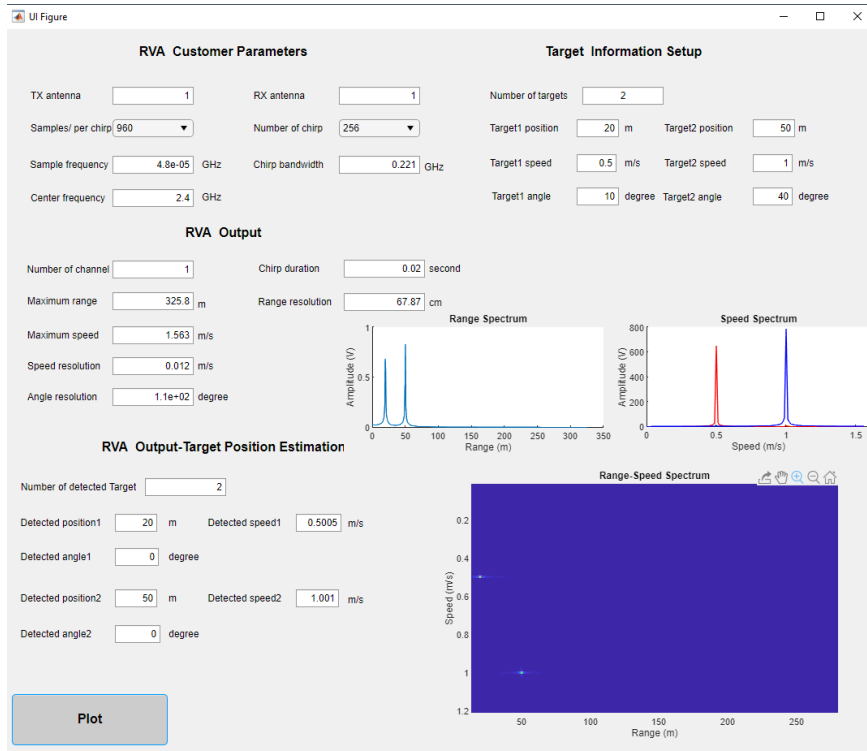 UI Figure
RVA Customer Parameters
TX antenna 1 RX antenna 1
Samples/ per chirp 960 Number of chirp 256
Sample frequency 4.8e-05 GHz Chirp bandwidth 0.221 GHz
Center frequency 2.4 GHz
Target Information Setup
Number of targets 2
Target1 position 20 m Target2 position 50 m
Target1 speed 0.5 m/s Target2 speed 1 m/s
Target1 angle 10 degree Target2 angle 40 degree
RVA Output
Number of channel 1 Chirp duration 0.02 second
Maximum range 325.8 m Range resolution 67.87 cm
Maximum speed 1.563 m/s
Speed resolution 0.012 m/s
Angle resolution 1.1e+02 degree
Range Spectrum
Amplitude (V)
1
0.5
0
0 50 100 150 200 250 300 350
Range (m)
Speed Spectrum
Amplitude (V)
800
600
400
200
0
0 0.5 1 1.5
Speed (m/s)
RVA Output-Target Position Estimation
Number of detected Target 2
Detected position1 20 m Detected speed1 0.5005 m/s
Detected angle1 0 degree
Detected position2 50 m Detected speed2 1.001 m/s
Detected angle2 0 degree
Plot
Range-Speed Spectrum
Speed (m/s)
0.2
0.4
0.6
0.8
1
1.2
50 100 150 200 250
Range (m)